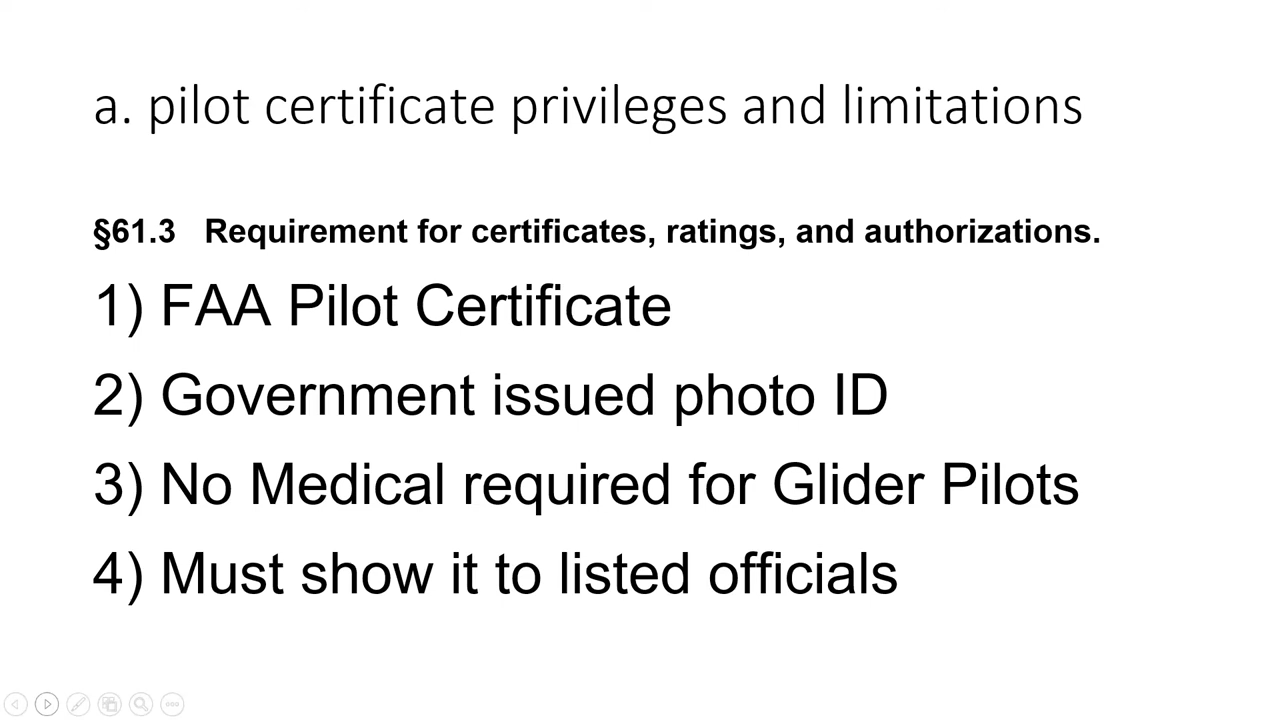 a. pilot certificate privileges and limitations
§61.3 Requirement for certificates, ratings, and authorizations.
1) FAA Pilot Certificate
2) Government issued photo ID
3) No Medical required for Glider Pilots
4) Must show it to listed officials